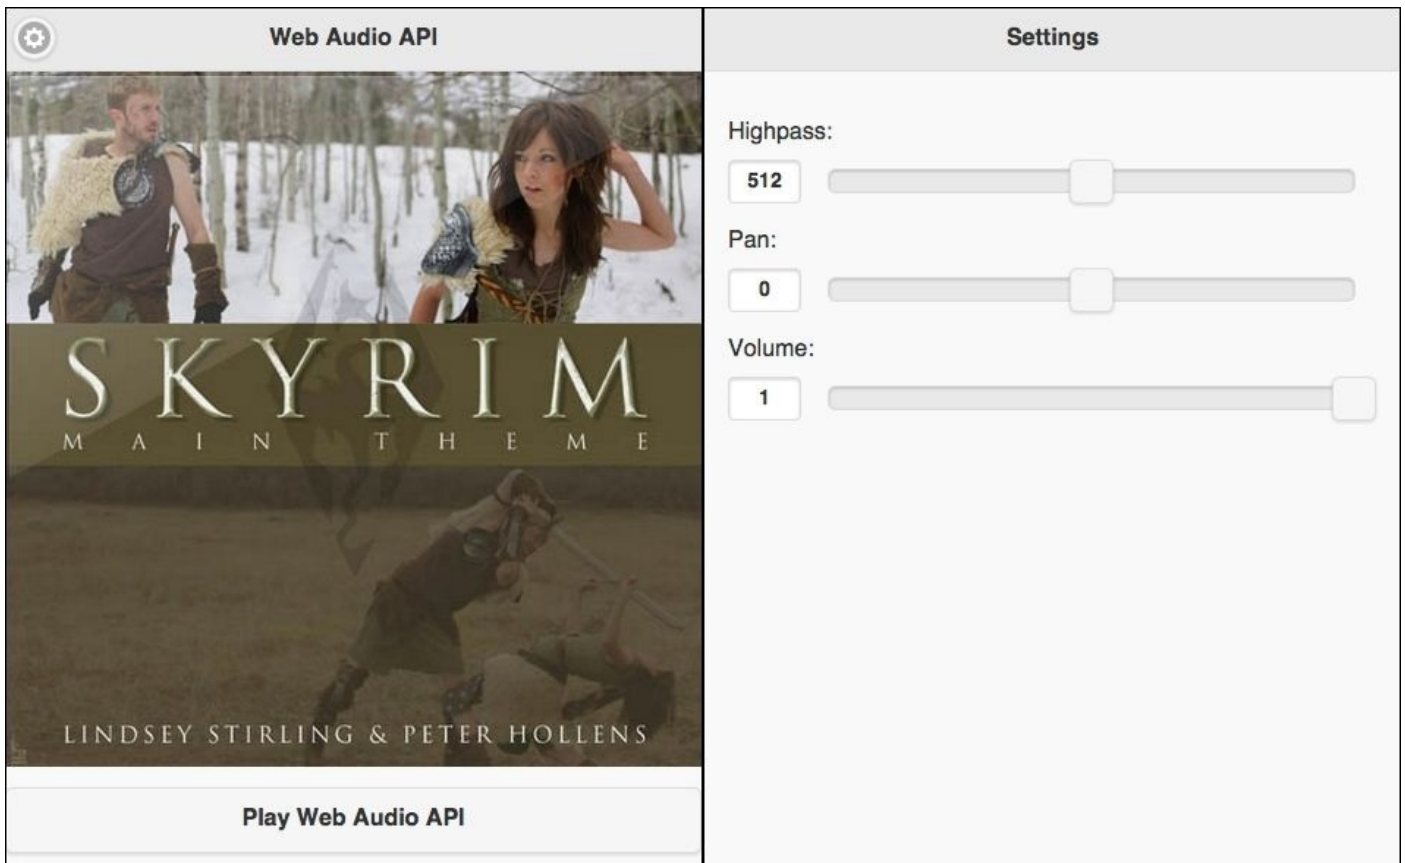 Web Audio API
SKYRIM
MAIN THEME
LINDSEY STIRLING & PETER HOLLENS
Play Web Audio API
Settings
Highpass:
512
Pan:
0
Volume:
1